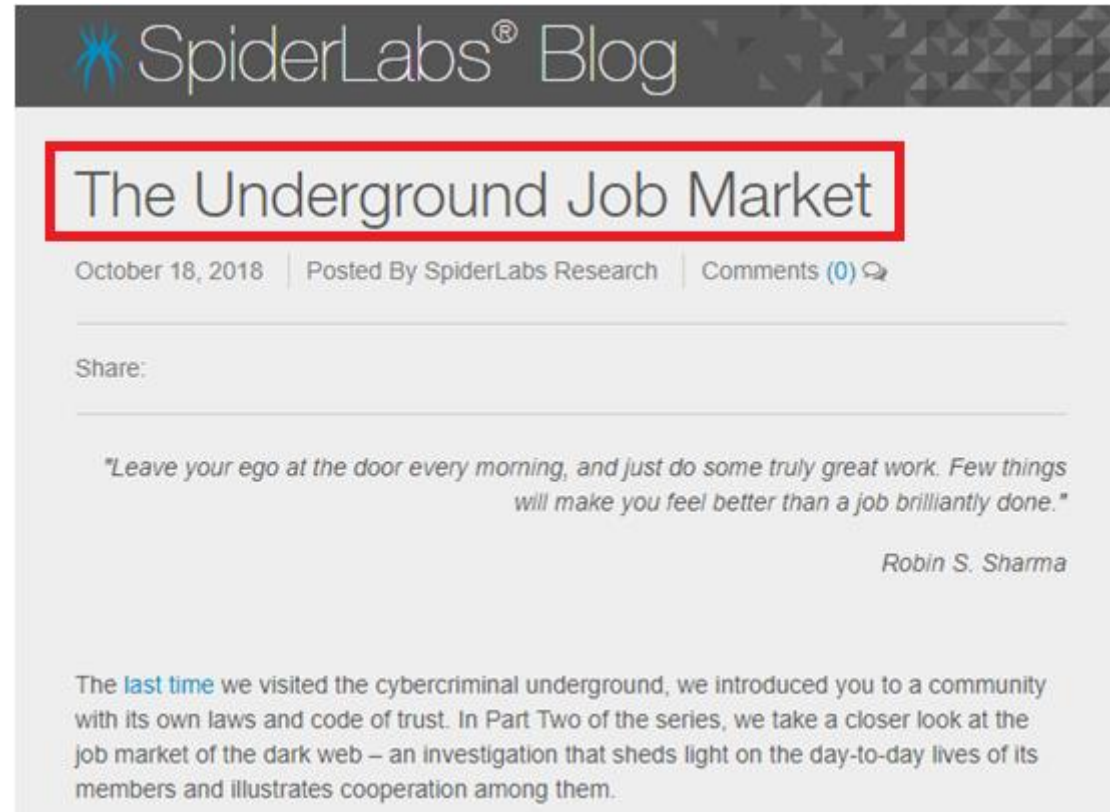 SpiderLabs® Blog
The Underground Job Market
October 18, 2018 Posted By SpiderLabs Research Comments (0)
Share:
"Leave your ego at the door every morning, and just do some truly great work. Few things
will make you feel better than a job brilliantly done."
Robin S. Sharma
The last time we visited the cybercriminal underground, we introduced you to a community
with its own laws and code of trust. In Part Two of the series, we take a closer look at the
job market of the dark web – an investigation that sheds light on the day-to-day lives of its
members and illustrates cooperation among them.